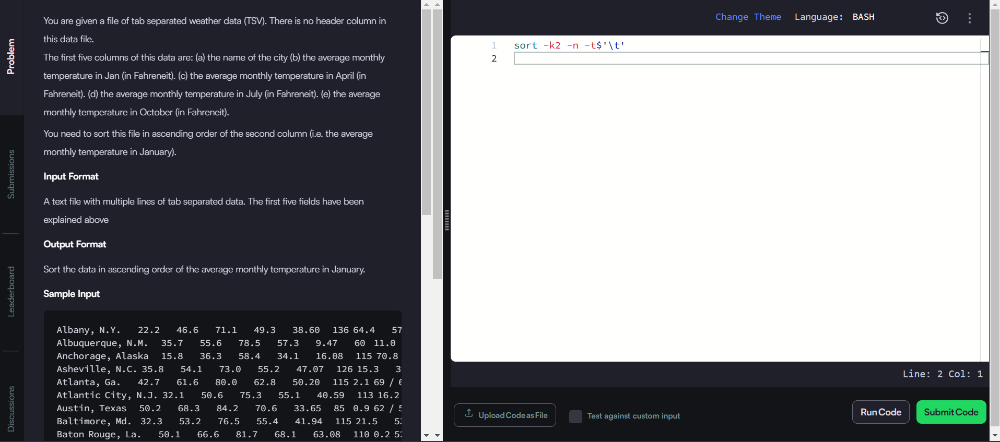 Problem
Submissions
Leaderboard
Discussions
You are given a file of tab separated weather data (TSV). There is no header column in
this data file.
The first five columns of this data are: (a) the name of the city (b) the average monthly
temperature in Jan (in Fahreneit). (c) the average monthly temperature in April (in
Fahreneit). (d) the average monthly temperature in July (in Fahreneit). (e) the average
monthly temperature in October (in Fahreneit).
You need to sort this file in ascending order of the second column (i.e. the average
monthly temperature in January).
Input Format
A text file with multiple lines of tab separated data. The first five fields have been
explained above
Output Format
Sort the data in ascending order of the average monthly temperature in January.
Sample Input
Albany, N.Y.   22.2   46.6   71.1   49.3   38.60   136 64.4   57
Albuquerque, N.M.   35.7   55.6   78.5   57.3   9.47   60   11.0
Anchorage, Alaska   15.8   36.3   58.4   34.1   16.08   115 70.8
Asheville, N.C. 35.8   54.1   73.0   55.2   47.07   126 15.3   3
Atlanta, Ga.   42.7   61.6   80.0   62.8   50.20   115 2.1 69 / 6
Atlantic City, N.J. 32.1   50.6   75.3   55.1   40.59   113 16.2
Austin, Texas   50.2   68.3   84.2   70.6   33.65   85   0.9 62 / 5
Baltimore, Md.   32.3   53.2   76.5   55.4   41.94   115 21.5   53
Baton Rouge, La.   50.1   66.6   81.7   68.1   63.08   110 0.2 52
Change Theme   Language:   BASH
1   sort -k2 -n -t$'\t'
2
Line: 2 Col: 1
Upload Code as File   Test against custom input   Run Code   Submit Code